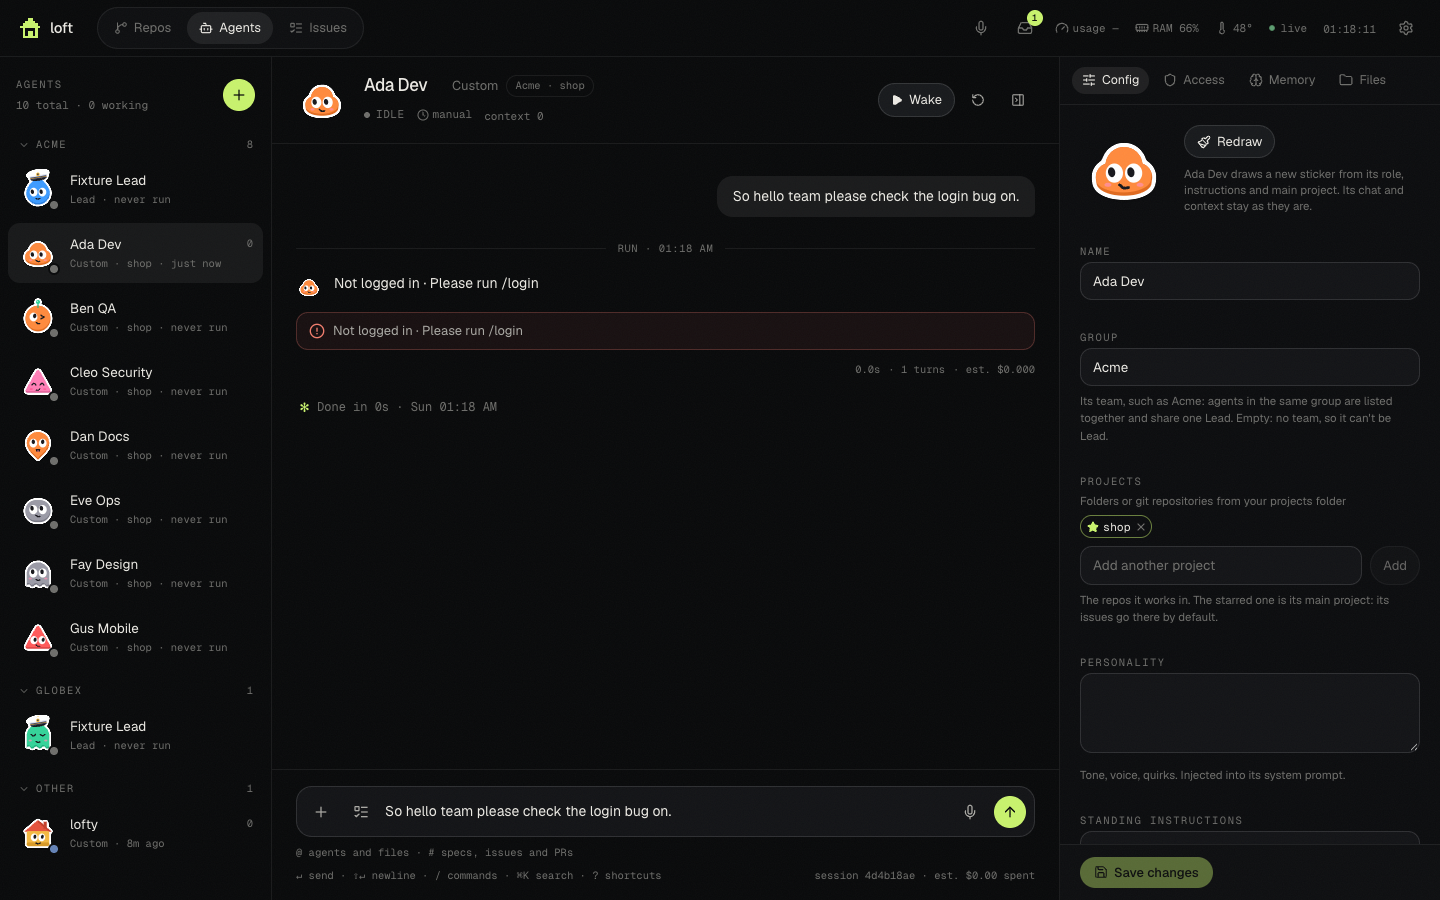 loft
Repos
Agents
Issues
1
usage —
RAM 66%
48°
live
01:18:11
AGENTS
10 total · 0 working
ACME 8
Fixture Lead
Lead · never run
Ada Dev 0
Custom · shop · just now
Ben QA
Custom · shop · never run
Cleo Security
Custom · shop · never run
Dan Docs
Custom · shop · never run
Eve Ops
Custom · shop · never run
Fay Design
Custom · shop · never run
Gus Mobile
Custom · shop · never run
GLOBEX 1
Fixture Lead
Lead · never run
OTHER 1
lofty 0
Custom · 8m ago
Ada Dev Custom Acme · shop
IDLE manual context 0
Wake
So hello team please check the login bug on.
RUN · 01:18 AM
Not logged in · Please run /login
Not logged in · Please run /login
0.0s · 1 turns · est. $0.000
Done in 0s · Sun 01:18 AM
So hello team please check the login bug on.
@ agents and files · # specs, issues and PRs
↵ send · ⇧↵ newline · / commands · ⌘K search · ? shortcuts
session 4d4b18ae · est. $0.00 spent
Config
Access
Memory
Files
Redraw
Ada Dev draws a new sticker from its role,
instructions and main project. Its chat and
context stay as they are.
NAME
Ada Dev
GROUP
Acme
Its team, such as Acme: agents in the same group are listed
together and share one Lead. Empty: no team, so it can't be
Lead.
PROJECTS
Folders or git repositories from your projects folder
shop
Add another project
Add
The repos it works in. The starred one is its main project: its
issues go there by default.
PERSONALITY
Tone, voice, quirks. Injected into its system prompt.
STANDING INSTRUCTIONS
Save changes